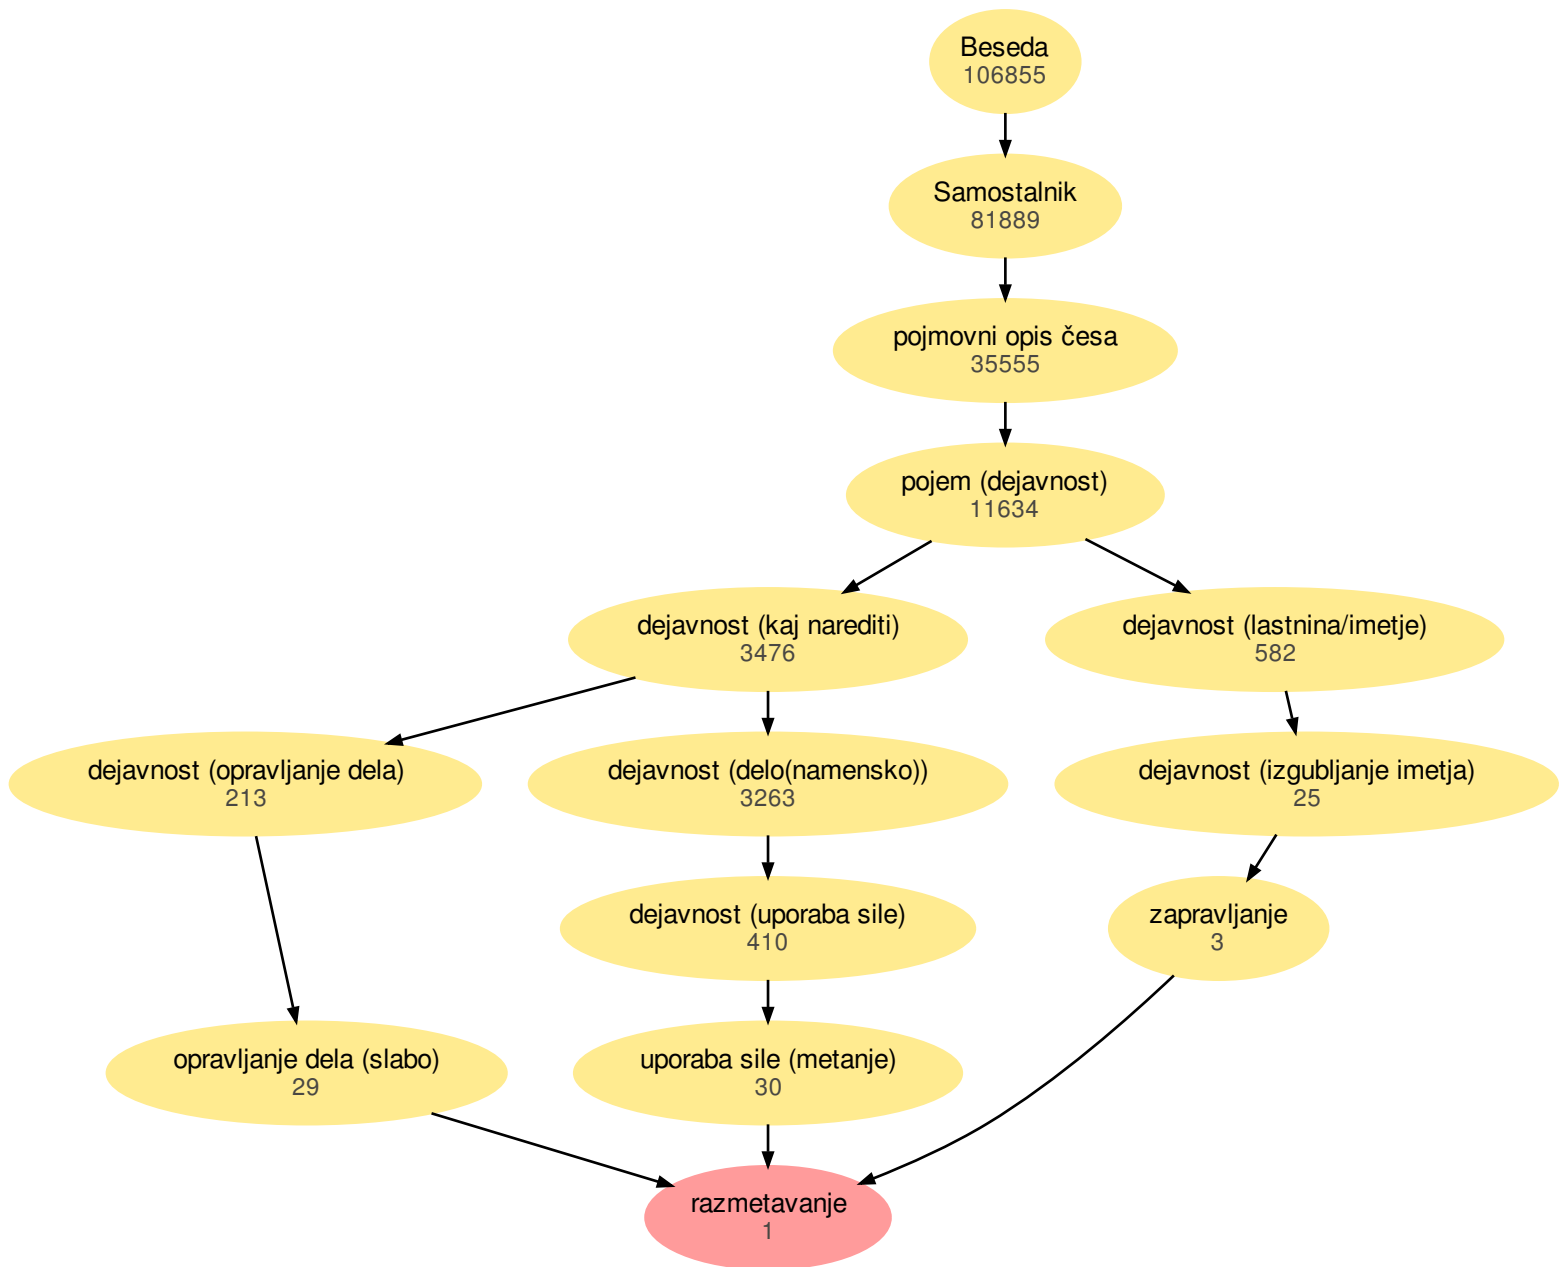 Beseda
106855
Samostalnik
81889
pojmovni opis česa
35555
pojem (dejavnost)
11634
dejavnost (kaj narediti)
3476
dejavnost (lastnina/imetje)
582
dejavnost (opravljanje dela)
213
dejavnost (delo(namensko))
3263
dejavnost (izgubljanje imetja)
25
dejavnost (uporaba sile)
410
zapravljanje
3
opravljanje dela (slabo)
29
uporaba sile (metanje)
30
razmetavanje
1